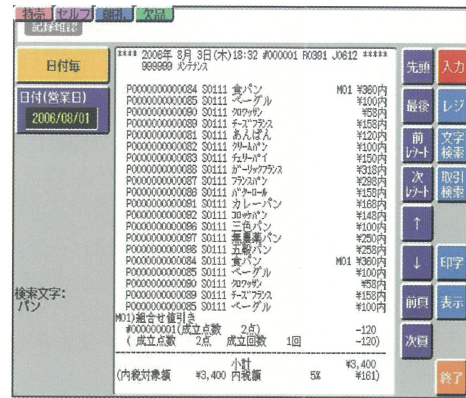 特売 セルフ 値札 欠品
記録確認
日付毎
日付(営業日)
2006/08/01
検索文字:
パン
**** 2006年 8月 3日(木)18:32 #000001 R0301 J0612 *****
999999 メンテナンス
P0000000000084 S0111 食パン M01 ¥360内
P0000000000085 S0111 ベーグル ¥100内
P0000000000090 S0111 クロワッサン ¥58内
P0000000000089 S0111 チーズフランス ¥158内
P0000000000081 S0111 あんぱん ¥120内
P0000000000082 S0111 クリームパン ¥100内
P0000000000083 S0111 チェリーパイ ¥150内
P0000000000086 S0111 ガーリックフランス ¥318内
P0000000000087 S0111 フランスパン ¥298内
P0000000000088 S0111 バターロール ¥158内
P0000000000091 S0111 カレーパン ¥168内
P0000000000092 S0111 コロッケパン ¥148内
P0000000000096 S0111 三色パン ¥100内
P0000000000097 S0111 無農薬パン ¥250内
P0000000000098 S0111 五穀パン ¥258内
P0000000000084 S0111 食パン M01 ¥360内
P0000000000085 S0111 ベーグル ¥100内
P0000000000090 S0111 クロワッサン ¥58内
P0000000000089 S0111 チーズフランス ¥158内
P0000000000085 S0111 ベーグル ¥100内
M01)組合せ値引き
#000000001(成立点数 2点) -120
( 成立点数 2点 成立回数 1回 -120)
小計 ¥3,400
(内税対象額 ¥3,400 内税額 5% ¥161)
先頭 入力
最後 レジ
前レシート 文字検索
次レシート 取引検索
↑
↓ 印字
前頁 表示
次頁
終了